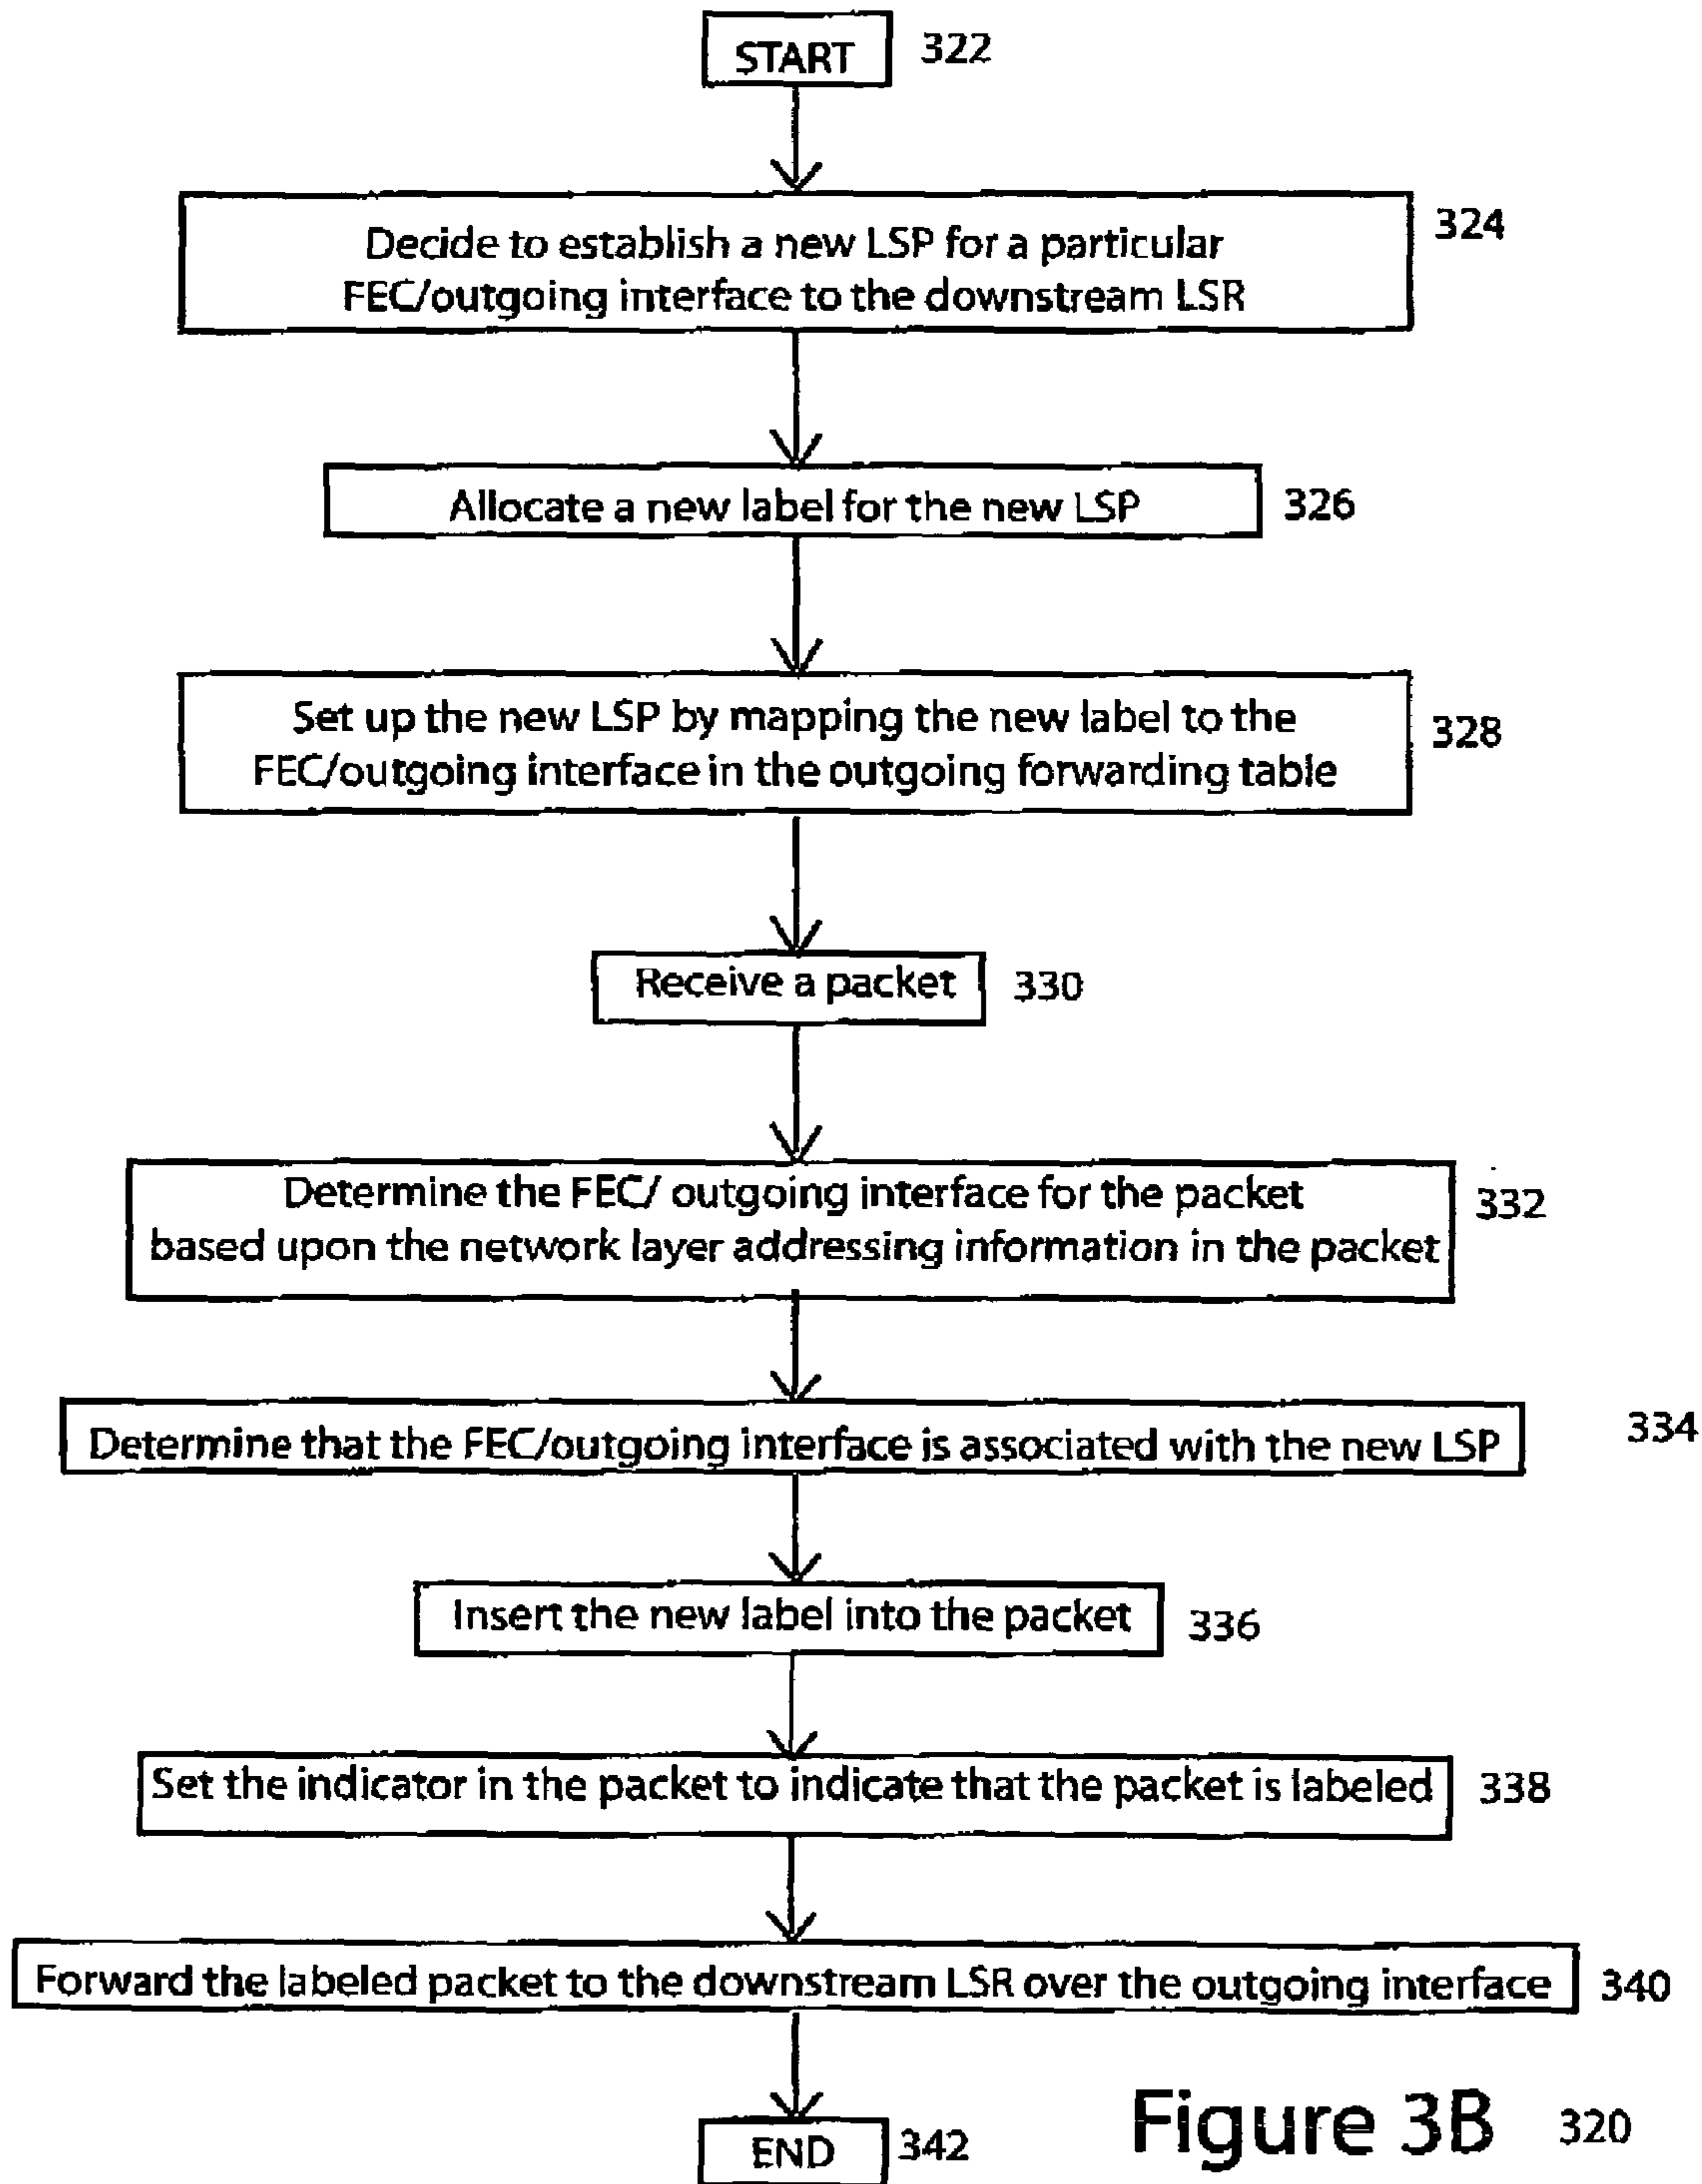 START 322
Decide to establish a new LSP for a particular 324
FEC/outgoing interface to the downstream LSR
Allocate a new label for the new LSP 326
Set up the new LSP by mapping the new label to the 328
FEC/outgoing interface in the outgoing forwarding table
Receive a packet 330
Determine the FEC/ outgoing interface for the packet 332
based upon the network layer addressing information in the packet
Determine that the FEC/outgoing interface is associated with the new LSP 334
Insert the new label into the packet 336
Set the indicator in the packet to indicate that the packet is labeled 338
Forward the labeled packet to the downstream LSR over the outgoing interface 340
END 342
Figure 3B 320